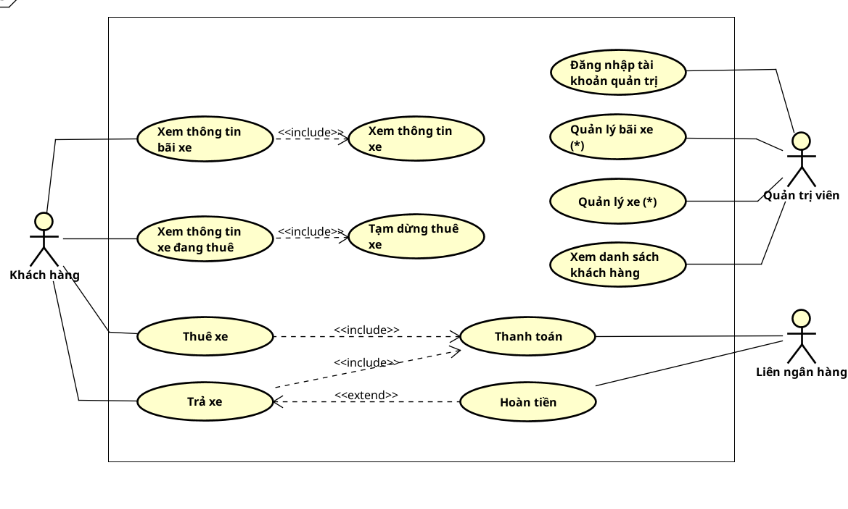 Đăng nhập tài
khoản quản trị
Xem thông tin
bãi xe
<<include>>
Xem thông tin
xe
Quản lý bãi xe
(*)
Quản trị viên
Quản lý xe (*)
Xem thông tin
xe đang thuê
<<include>>
Tạm dừng thuê
xe
Xem danh sách
khách hàng
Khách hàng
Thuê xe
<<include>>
Thanh toán
<<include>>
Liên ngân hàng
Trả xe
<<extend>>
Hoàn tiền